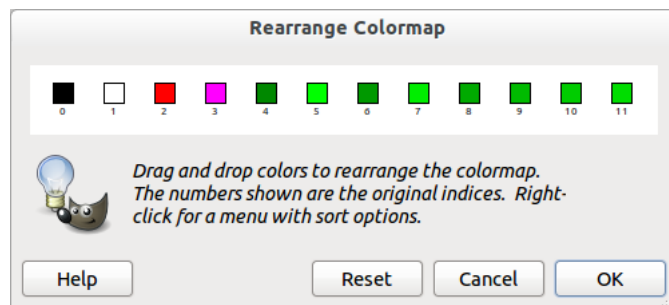 Rearrange Colormap
0 1 2 3 4 5 6 7 8 9 10 11
Drag and drop colors to rearrange the colormap.
The numbers shown are the original indices.  Right-
click for a menu with sort options.
Help Reset Cancel OK